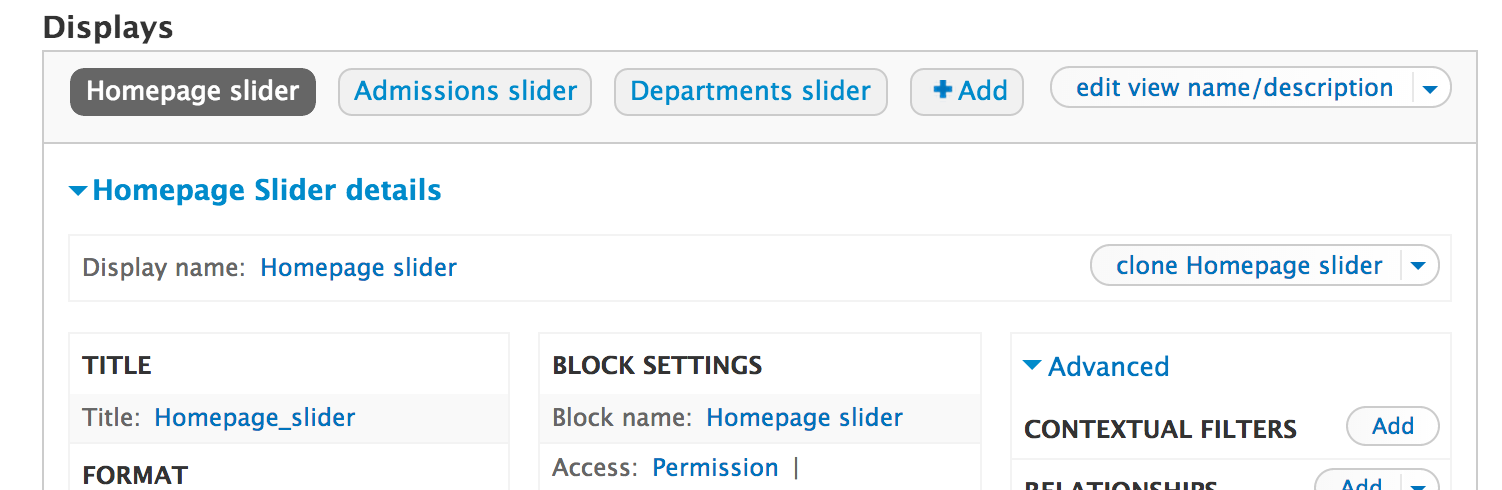 Displays
Homepage slider Admissions slider Departments slider Add edit view name/description
Homepage Slider details
Display name: Homepage slider clone Homepage slider
TITLE BLOCK SETTINGS Advanced
Title: Homepage_slider Block name: Homepage slider
CONTEXTUAL FILTERS Add
FORMAT Access: Permission |
RELATIONSHIPS Add